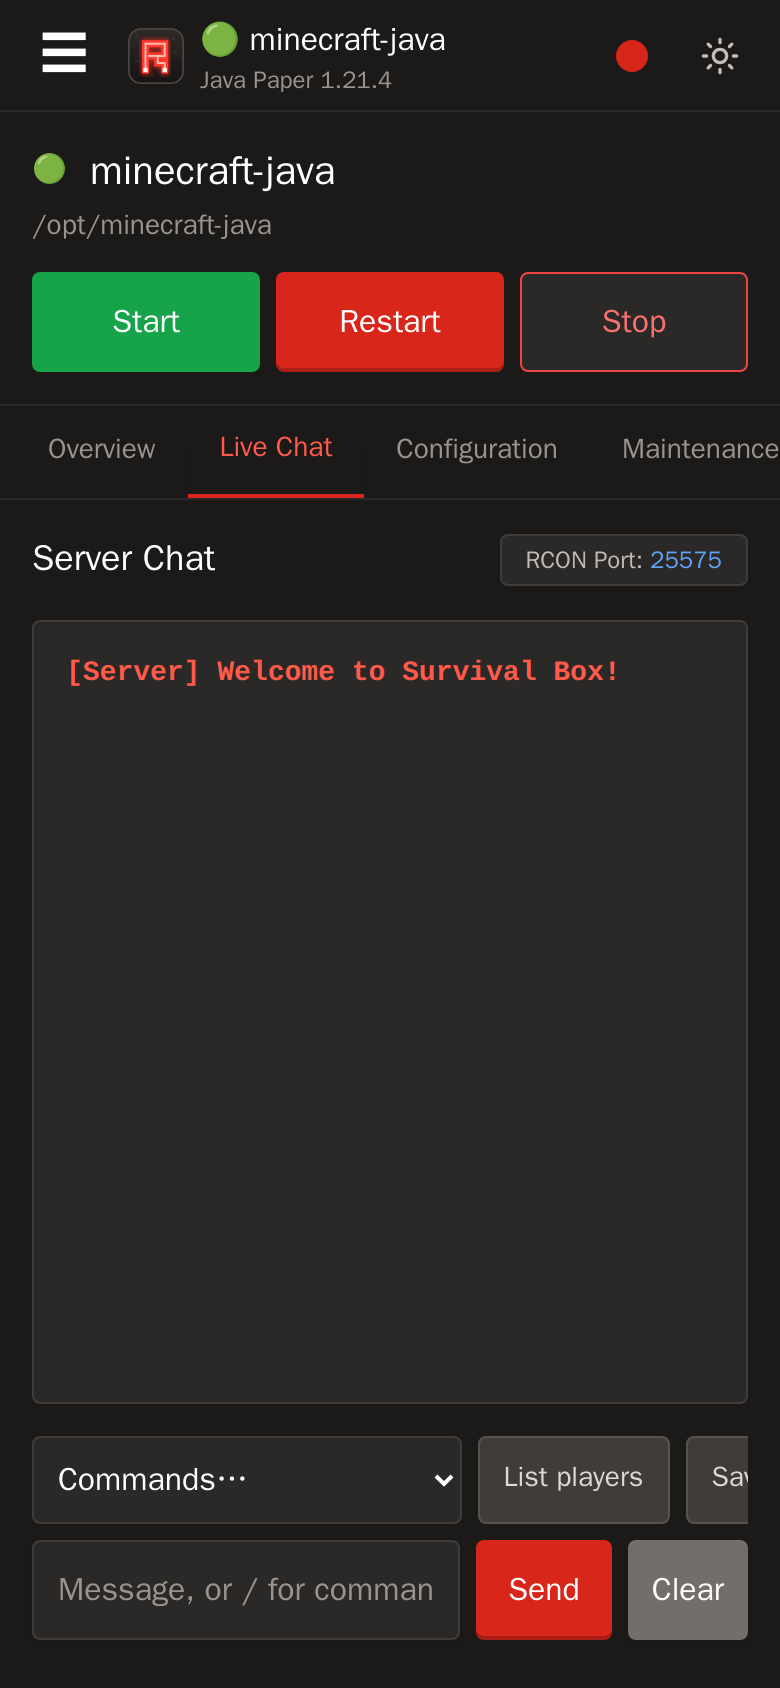 minecraft-java
Java Paper 1.21.4
minecraft-java
/opt/minecraft-java
Start Restart Stop
Overview Live Chat Configuration Maintenance
Server Chat RCON Port: 25575
[Server] Welcome to Survival Box!
Commands··· List players
Message, or / for comman Send Clear